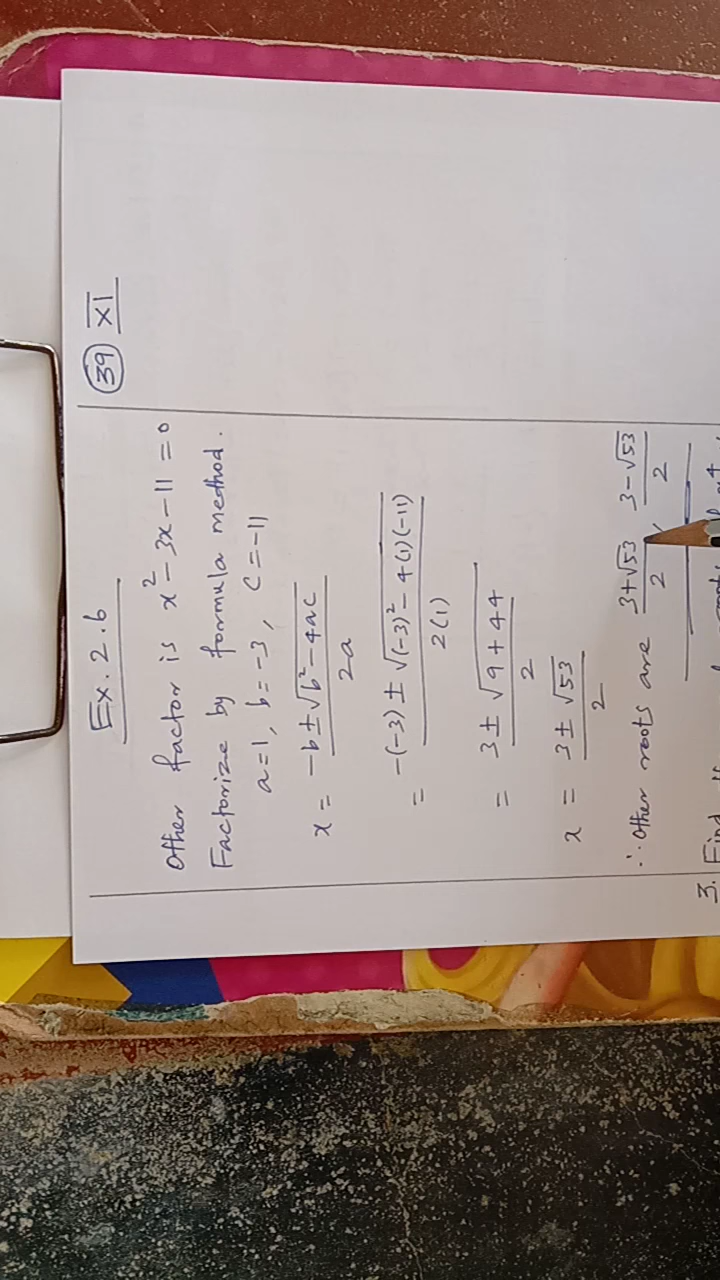 Ex. 2.6
39 XI
Other factor is x² - 3x - 11 = 0
Factorize by formula method.
a = 1, b = -3, c = -11
x = -b ± √b² - 4ac / 2a
= -(-3) ± √(-3)² - 4(1)(-11) / 2(1)
= 3 ± √9 + 44 / 2
x = 3 ± √53 / 2
∴ Other roots are 3+√53 / 2, 3-√53 / 2
3. Find